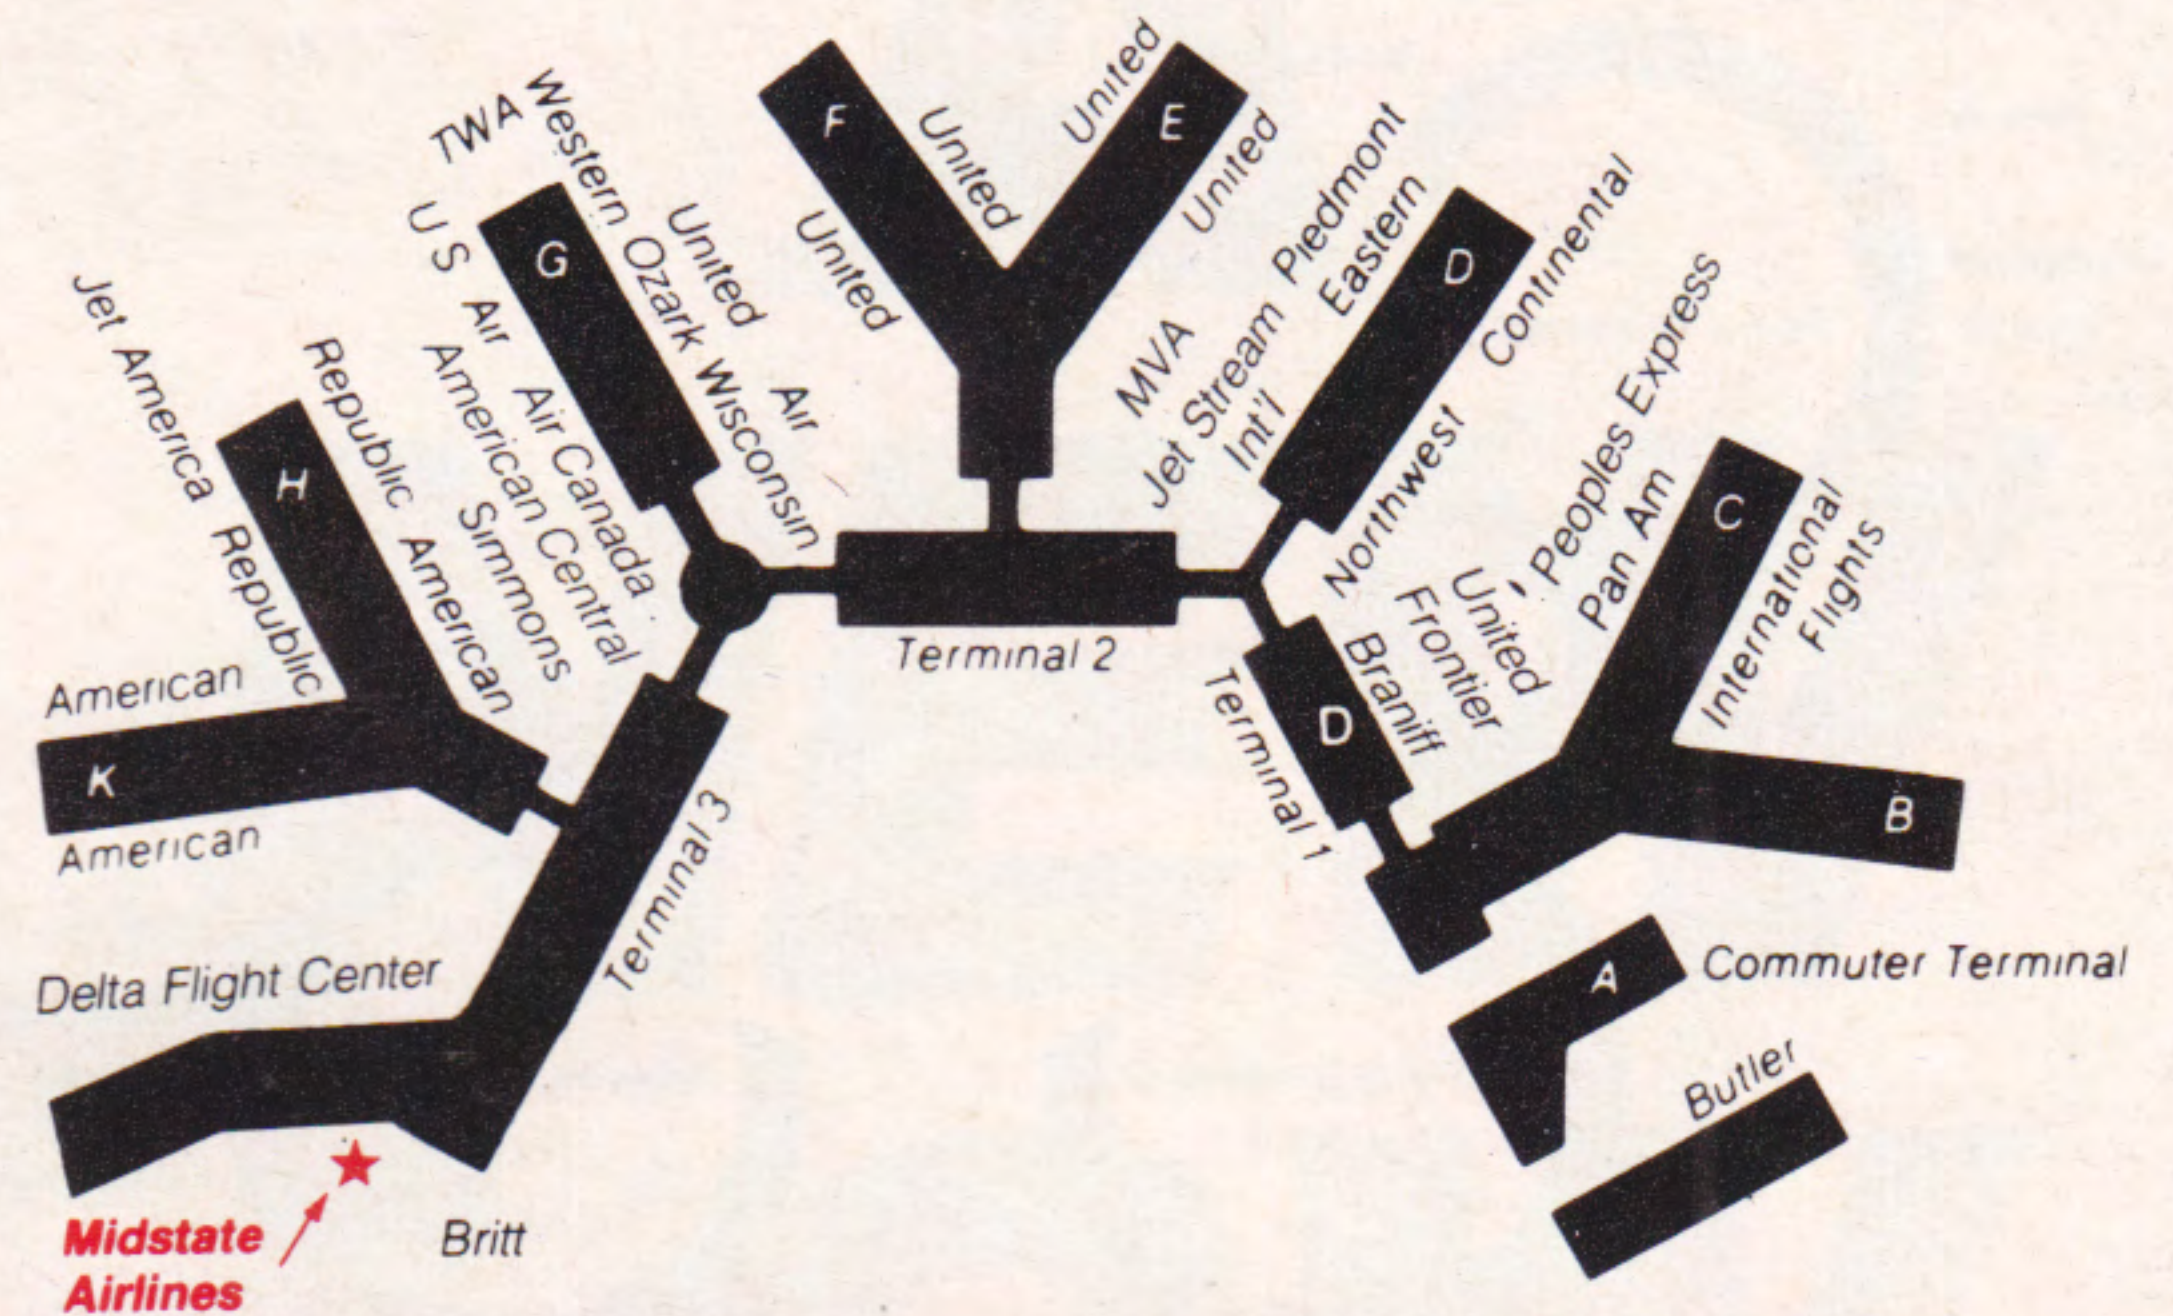 F
United
United
United
E
United
TWA
Western Ozark
United
Air Wisconsin
G
U S Air
Air Canada
American Central
Simmons
Jet America
Republic
H
Republic
American
American
K
American
Piedmont
Eastern
MVA
Jet Stream
Int'l
D
Continental
Northwest
Peoples Express
Pan Am
United
Frontier
Braniff
D
C
International
Flights
B
Terminal 2
Terminal 1
Terminal 3
Delta Flight Center
A
Commuter Terminal
Butler
Midstate
Airlines
Britt